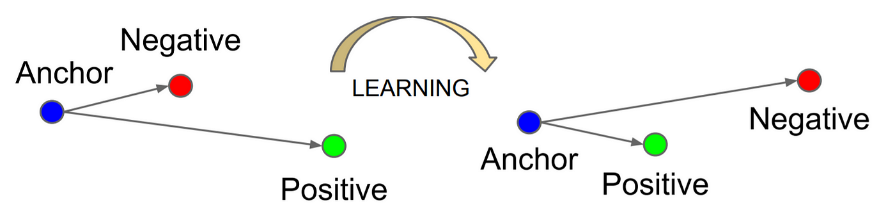 Negative
Anchor
Positive
LEARNING
Anchor
Positive
Negative